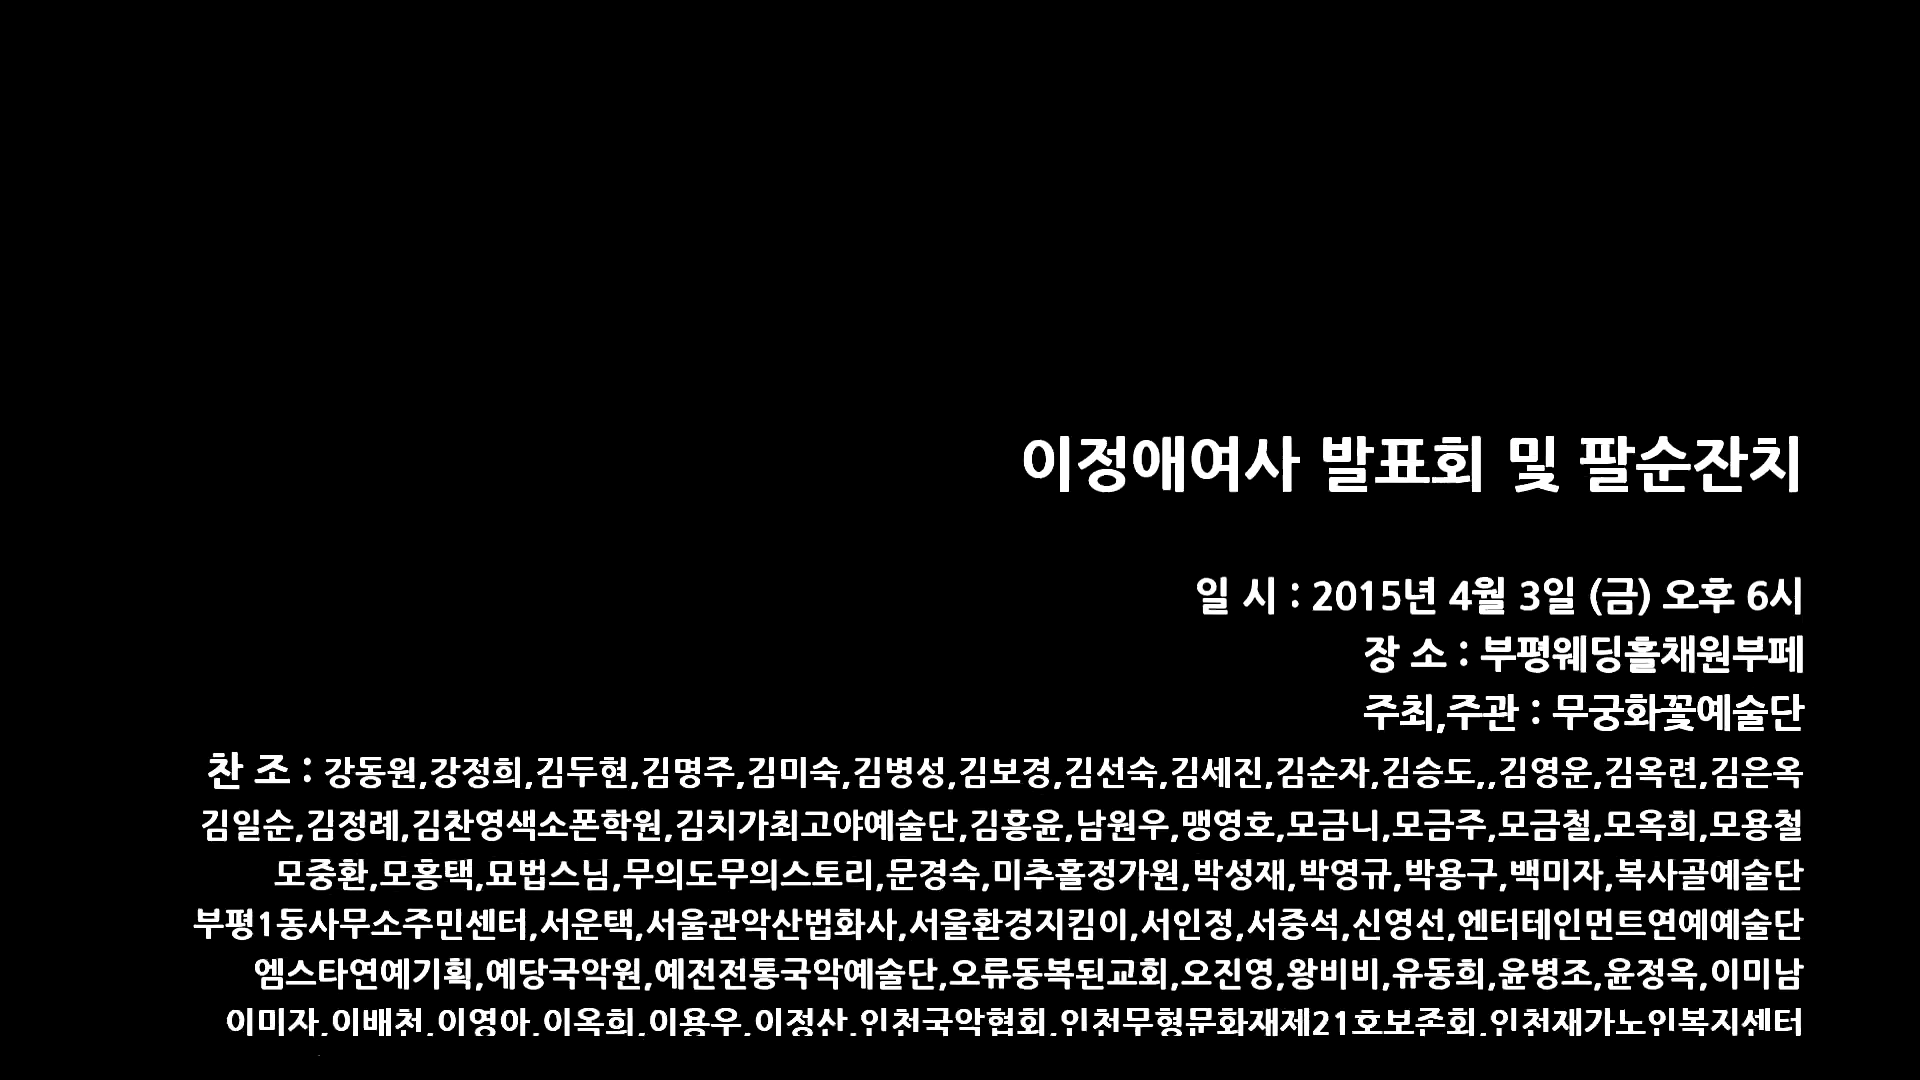 이정애여사 발표회 및 팔순잔치
일 시 : 2015년 4월 3일 (금) 오후 6시
장 소 : 부평웨딩홀채원부페
주최,주관 : 무궁화꽃예술단
찬 조 : 강동원,강정희,김두현,김명주,김미숙,김병성,김보경,김선숙,김세진,김순자,김승도,,김영운,김옥련,김은옥
김일순,김정례,김찬영색소폰학원,김치가최고야예술단,김흥윤,남원우,맹영호,모금니,모금주,모금철,모옥희,모용철
모중환,모흥택,묘법스님,무의도무의스토리,문경숙,미추홀정가원,박성재,박영규,박용구,백미자,복사골예술단
부평1동사무소주민센터,서운택,서울관악산법화사,서울환경지킴이,서인정,서중석,신영선,엔터테인먼트연예예술단
엠스타연예기획,예당국악원,예전전통국악예술단,오류동복된교회,오진영,왕비비,유동희,윤병조,윤정옥,이미남
이미자,이배천,이영아,이옥희,이용우,이정산,인천국악협회,인천무형문화재제21호보존회,인천재가노인복지센터